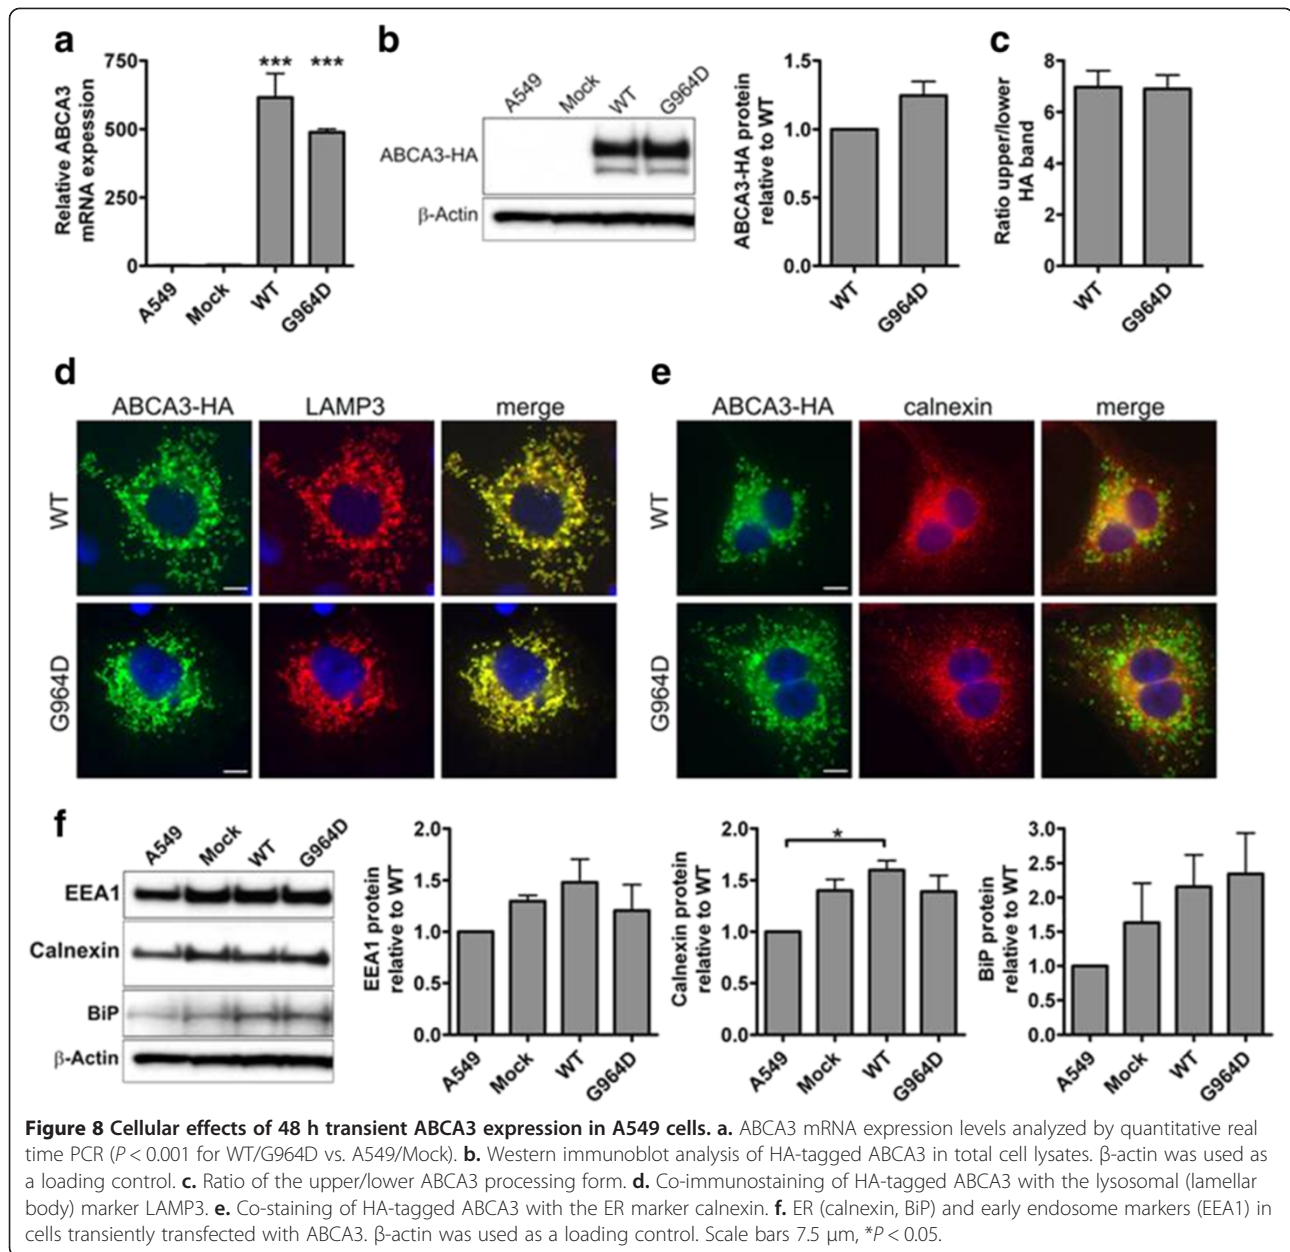 a
750
500
250
0
Relative ABCA3
mRNA expession
***
***
A549
Mock
WT
G964D
b
A549
Mock
WT
G964D
ABCA3-HA
β-Actin
1.5
1.0
0.5
0.0
ABCA3-HA protein
relative to WT
WT
G964D
c
8
6
4
2
0
Ratio upper/lower
HA band
WT
G964D
d
ABCA3-HA
LAMP3
merge
WT
G964D
e
ABCA3-HA
calnexin
merge
WT
G964D
f
A549
Mock
WT
G964D
EEA1
Calnexin
BiP
β-Actin
2.0
1.5
1.0
0.5
0.0
EEA1 protein
relative to WT
A549
Mock
WT
G964D
2.0
1.5
1.0
0.5
0.0
Calnexin protein
relative to WT
*
A549
Mock
WT
G964D
3.0
2.5
2.0
1.5
1.0
0.5
0.0
BiP protein
relative to WT
A549
Mock
WT
G964D
Figure 8 Cellular effects of 48 h transient ABCA3 expression in A549 cells. a. ABCA3 mRNA expression levels analyzed by quantitative real
time PCR (P < 0.001 for WT/G964D vs. A549/Mock). b. Western immunoblot analysis of HA-tagged ABCA3 in total cell lysates. β-actin was used as
a loading control. c. Ratio of the upper/lower ABCA3 processing form. d. Co-immunostaining of HA-tagged ABCA3 with the lysosomal (lamellar
body) marker LAMP3. e. Co-staining of HA-tagged ABCA3 with the ER marker calnexin. f. ER (calnexin, BiP) and early endosome markers (EEA1) in
cells transiently transfected with ABCA3. β-actin was used as a loading control. Scale bars 7.5 μm, *P < 0.05.